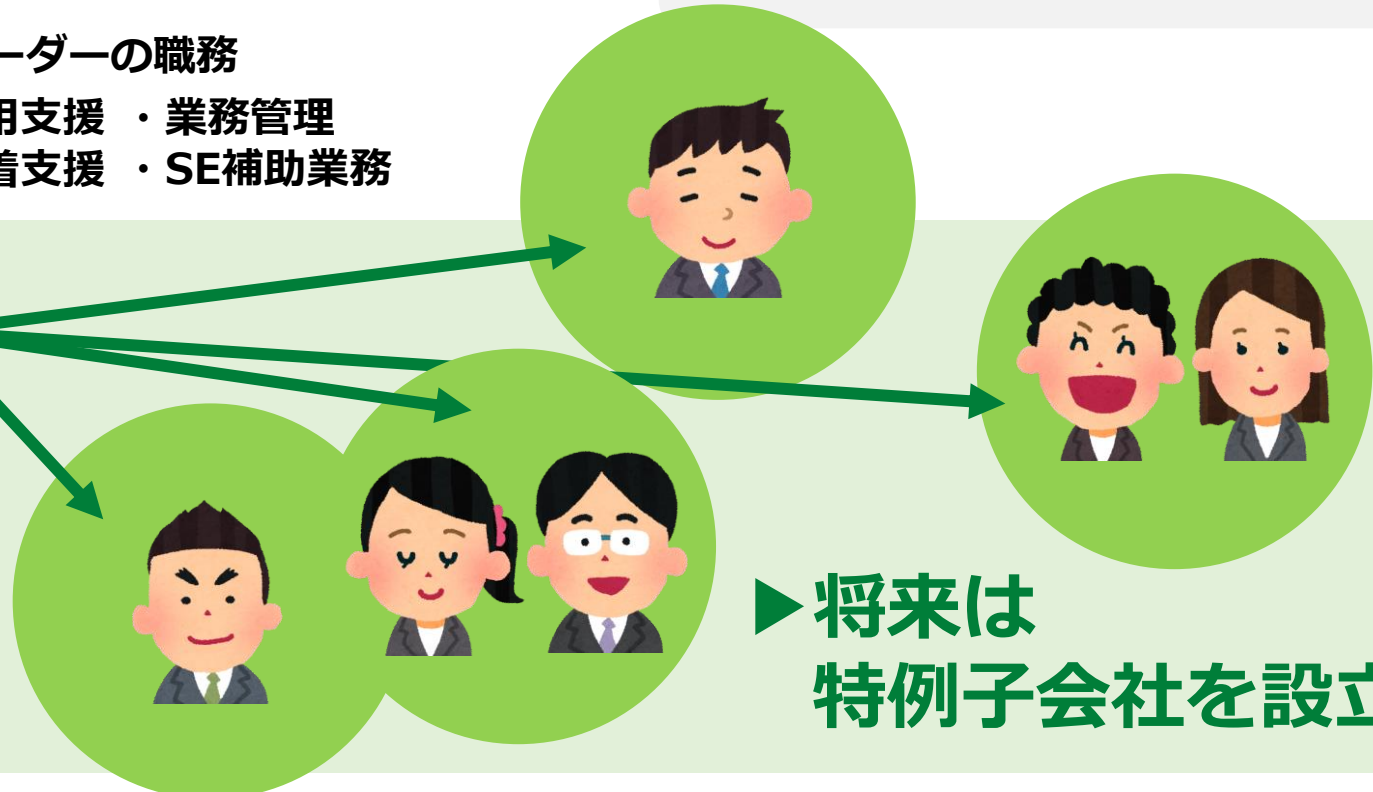 ーダーの職務
用支援 ・業務管理
着支援 ・SE補助業務
▶将来は
特例子会社を設立